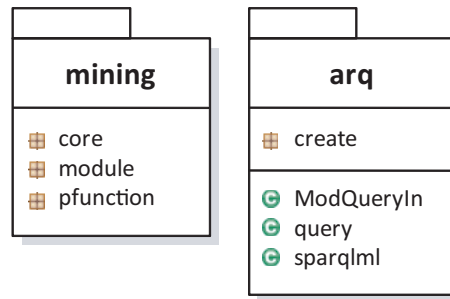 mining
core
module
pfunction
arq
create
ModQueryIn
query
sparqlml